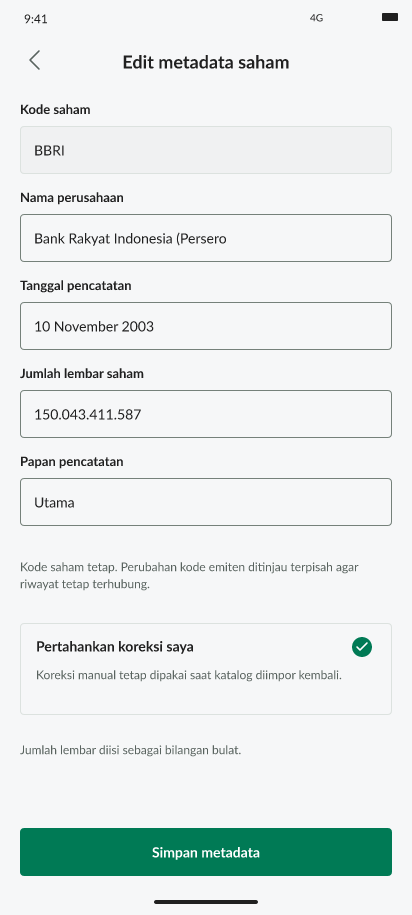 9:41
4G
Edit metadata saham
Kode saham
BBRI
Nama perusahaan
Bank Rakyat Indonesia (Persero
Tanggal pencatatan
10 November 2003
Jumlah lembar saham
150.043.411.587
Papan pencatatan
Utama
Kode saham tetap. Perubahan kode emiten ditinjau terpisah agar
riwayat tetap terhubung.
Pertahankan koreksi saya
Koreksi manual tetap dipakai saat katalog diimpor kembali.
Jumlah lembar diisi sebagai bilangan bulat.
Simpan metadata